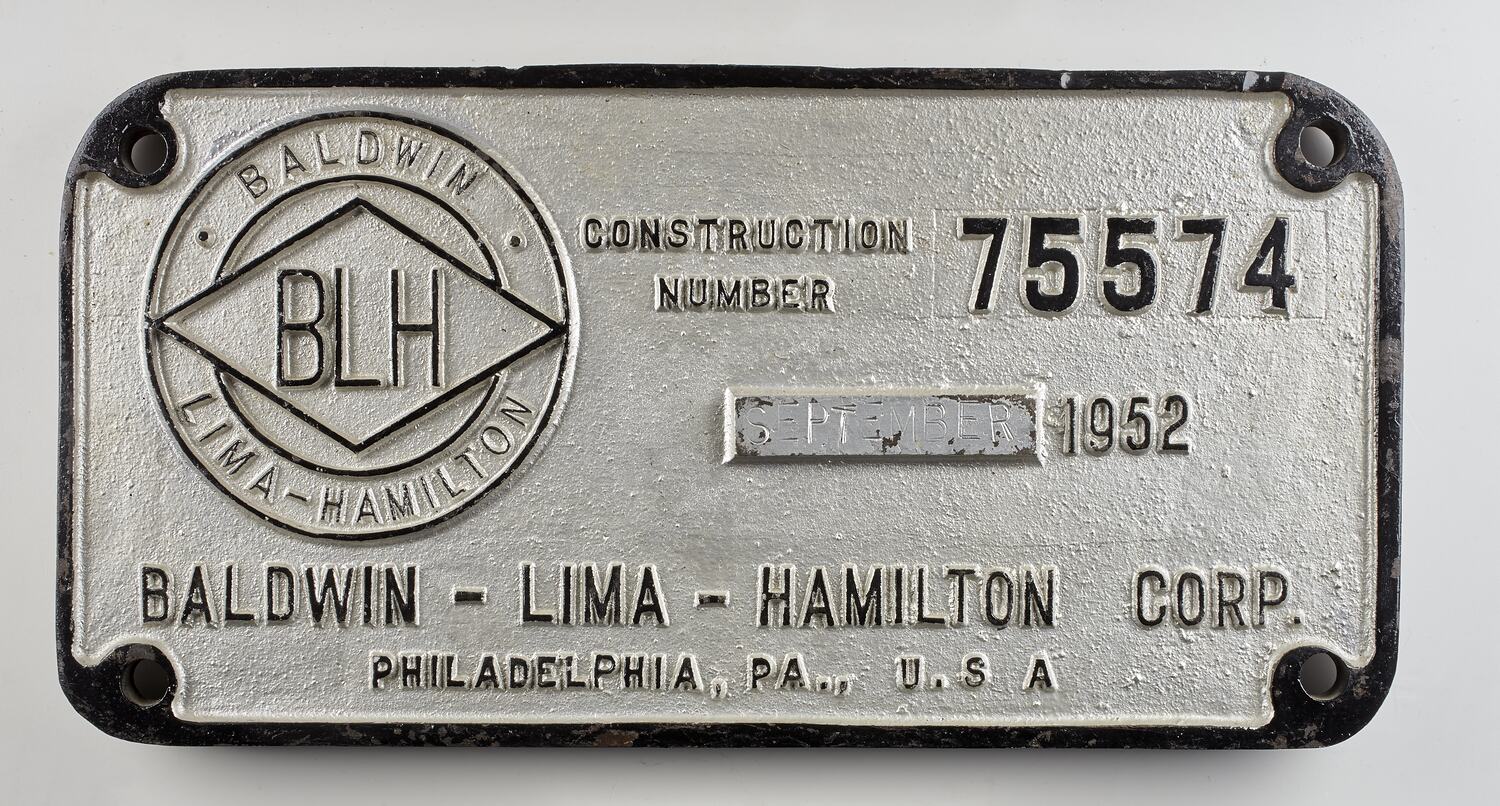 BALDWIN
BLH
LIMA-HAMILTON
CONSTRUCTION
NUMBER
75574
SEPTEMBER 1952
BALDWIN - LIMA - HAMILTON CORP.
PHILADELPHIA, PA., U.S A